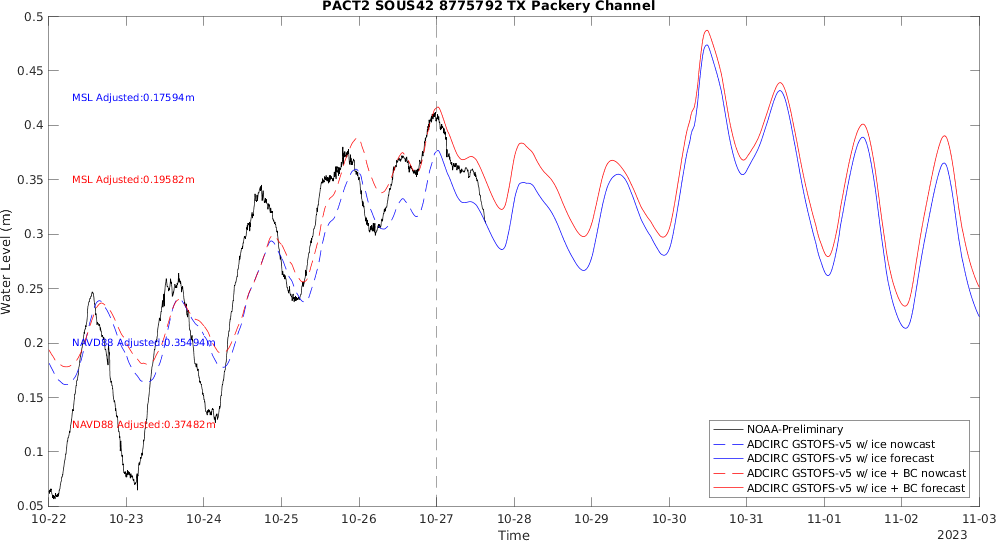 PACT2 SOUS42 8775792 TX Packery Channel
0.5
0.45
0.4
0.35
0.3
0.25
0.2
0.15
0.1
0.05
Water Level (m)
MSL Adjusted:0.17594m
MSL Adjusted:0.19582m
NAVD88 Adjusted:0.35494m
NAVD88 Adjusted:0.37482m
NOAA-Preliminary
ADCIRC GSTOFS-v5 w/ ice nowcast
ADCIRC GSTOFS-v5 w/ ice forecast
ADCIRC GSTOFS-v5 w/ ice + BC nowcast
ADCIRC GSTOFS-v5 w/ ice + BC forecast
10-22 10-23 10-24 10-25 10-26 10-27 10-28 10-29 10-30 10-31 11-01 11-02 11-03
Time
2023